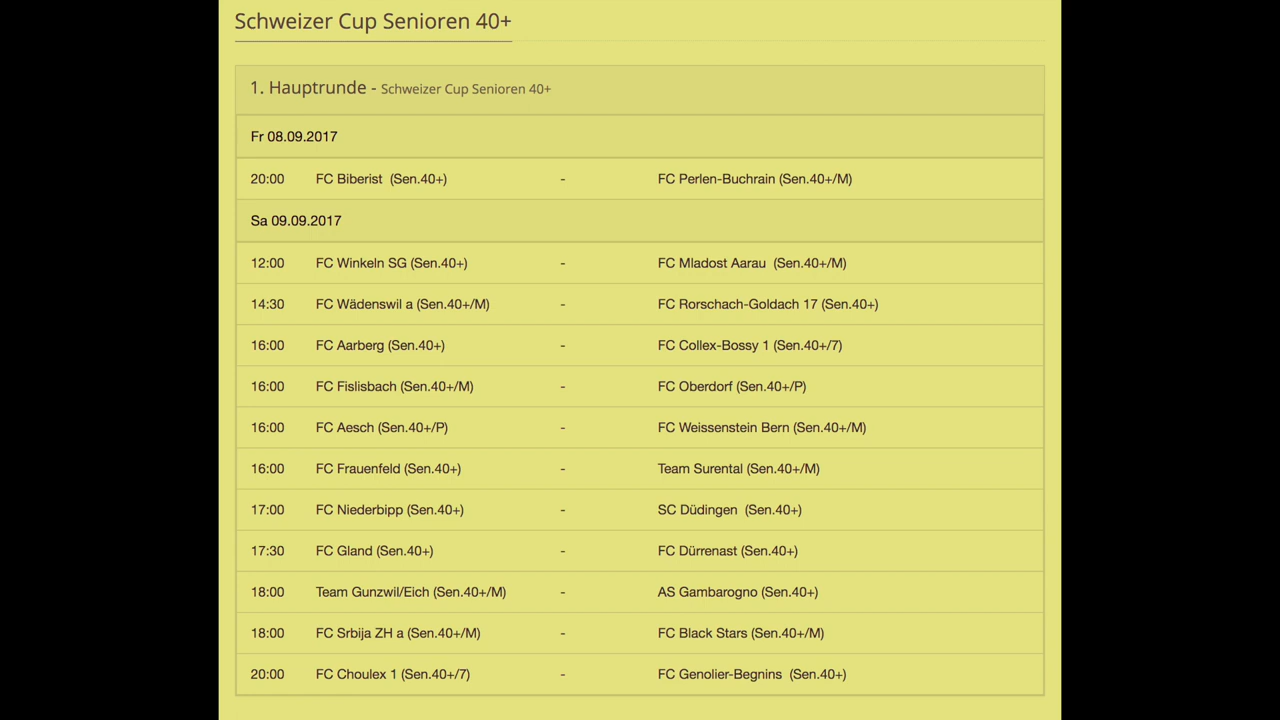 Schweizer Cup Senioren 40+
1. Hauptrunde - Schweizer Cup Senioren 40+
Fr 08.09.2017
20:00 FC Biberist (Sen.40+) - FC Perlen-Buchrain (Sen.40+/M)
Sa 09.09.2017
12:00 FC Winkeln SG (Sen.40+) - FC Mladost Aarau (Sen.40+/M)
14:30 FC Wädenswil a (Sen.40+/M) - FC Rorschach-Goldach 17 (Sen.40+)
16:00 FC Aarberg (Sen.40+) - FC Collex-Bossy 1 (Sen.40+/7)
16:00 FC Fislisbach (Sen.40+/M) - FC Oberdorf (Sen.40+/P)
16:00 FC Aesch (Sen.40+/P) - FC Weissenstein Bern (Sen.40+/M)
16:00 FC Frauenfeld (Sen.40+) - Team Surental (Sen.40+/M)
17:00 FC Niederbipp (Sen.40+) - SC Düdingen (Sen.40+)
17:30 FC Gland (Sen.40+) - FC Dürrenast (Sen.40+)
18:00 Team Gunzwil/Eich (Sen.40+/M) - AS Gambarogno (Sen.40+)
18:00 FC Srbija ZH a (Sen.40+/M) - FC Black Stars (Sen.40+/M)
20:00 FC Choulex 1 (Sen.40+/7) - FC Genolier-Begnins (Sen.40+)